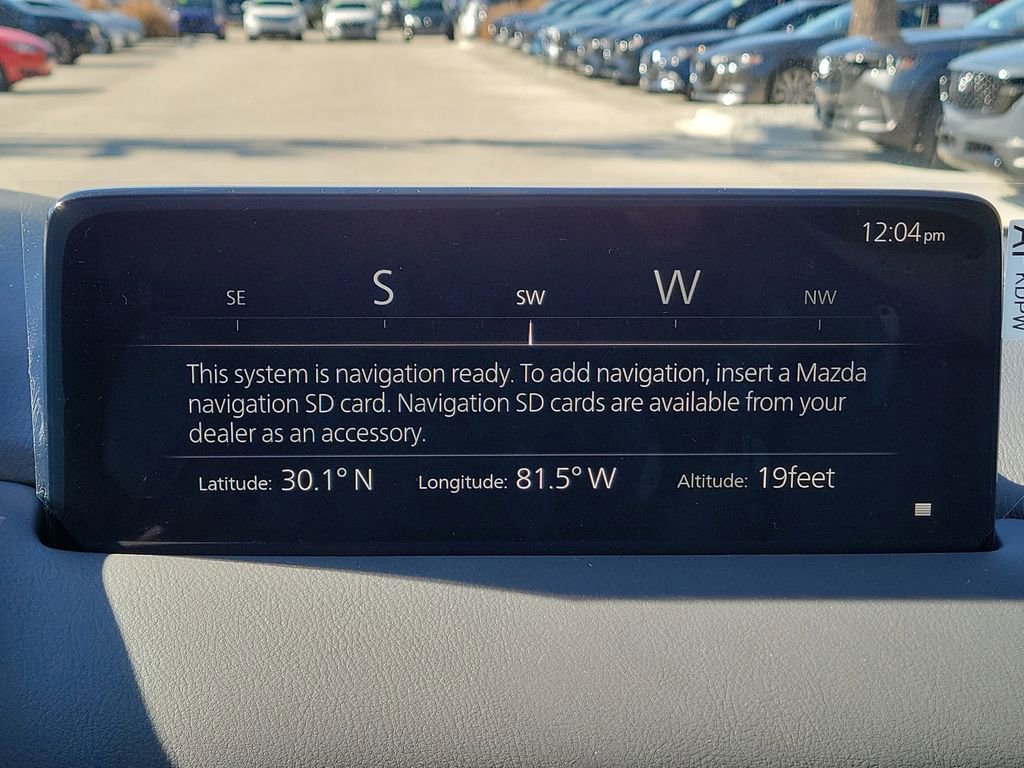 12:04pm
SE S SW W NW
This system is navigation ready. To add navigation, insert a Mazda
navigation SD card. Navigation SD cards are available from your
dealer as an accessory.
Latitude: 30.1° N Longitude: 81.5° W Altitude: 19feet